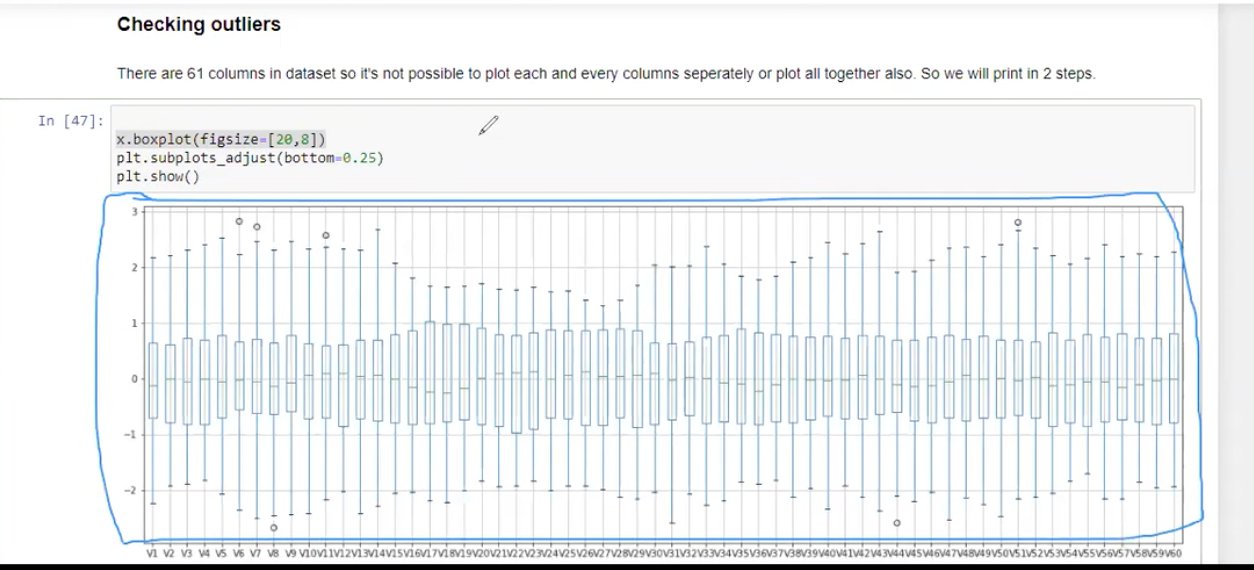 Checking outliers
There are 61 columns in dataset so it's not possible to plot each and every columns seperately or plot all together also. So we will print in 2 steps.
In [47]:
x.boxplot(figsize=[20,8])
plt.subplots_adjust(bottom=0.25)
plt.show()
3
2
1
0
−1
−2
V1 V2 V3 V4 V5 V6 V7 V8 V9 V10 V11 V12 V13 V14 V15 V16 V17 V18 V19 V20 V21 V22 V23 V24 V25 V26 V27 V28 V29 V30 V31 V32 V33 V34 V35 V36 V37 V38 V39 V40 V41 V42 V43 V44 V45 V46 V47 V48 V49 V50 V51 V52 V53 V54 V55 V56 V57 V58 V59 V60